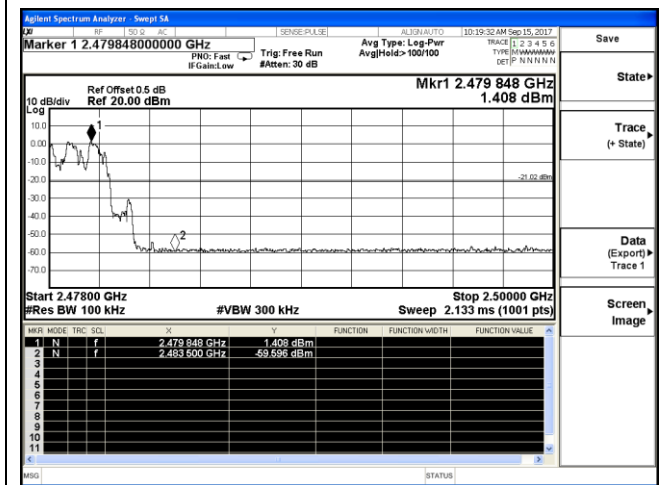 Agilent Spectrum Analyzer - Swept SA
RF 50 Ω AC SENSE:PULSE ALIGN AUTO 10:19:32 AM Sep 15, 2017
Marker 1 2.479848000000 GHz
PNO: Fast
IFGain:Low
Trig: Free Run
#Atten: 30 dB
Avg Type: Log-Pwr
Avg|Hold:> 100/100
TRACE 1 2 3 4 5 6
TYPE MWWWWW
DET P N N N N N
Save
State
Trace
(+ State)
Data
(Export)
Trace 1
Screen
Image
Ref Offset 0.5 dB
Ref 20.00 dBm
10 dB/div
Log
Mkr1 2.479 848 GHz
1.408 dBm
10.0
0.00
-10.0
-20.0
-30.0
-40.0
-50.0
-60.0
-70.0
1
2
-21.02 dBm
Start 2.47800 GHz
Stop 2.50000 GHz
#Res BW 100 kHz
#VBW 300 kHz
Sweep 2.133 ms (1001 pts)
MKR MODE TRC SCL X Y FUNCTION FUNCTION WIDTH FUNCTION VALUE
1 N f 2.479 848 GHz 1.408 dBm
2 N f 2.483 500 GHz -59.596 dBm
3
4
5
6
7
8
9
10
11
MSG
STATUS